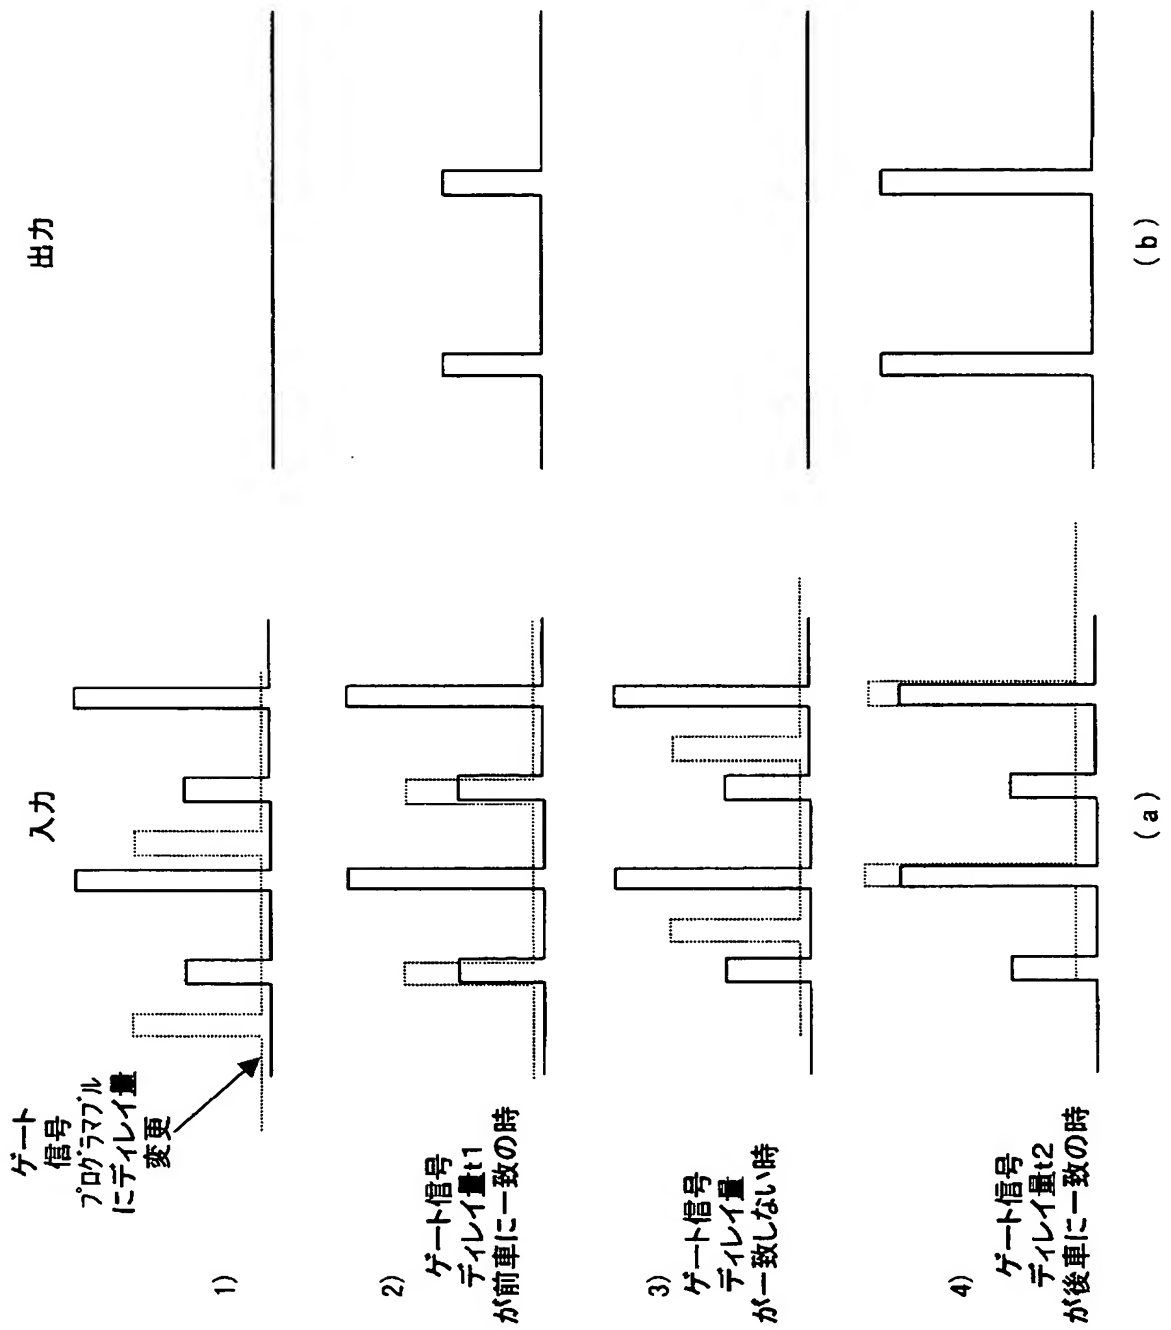 入力
出力
ゲート
信号
プログラマブル
にディレイ量
変更
1)
2)
ゲート信号
ディレイ量t1
が前車に一致の時
3)
ゲート信号
ディレイ量
が一致しない時
4)
ゲート信号
ディレイ量t2
が後車に一致の時
(a)
(b)